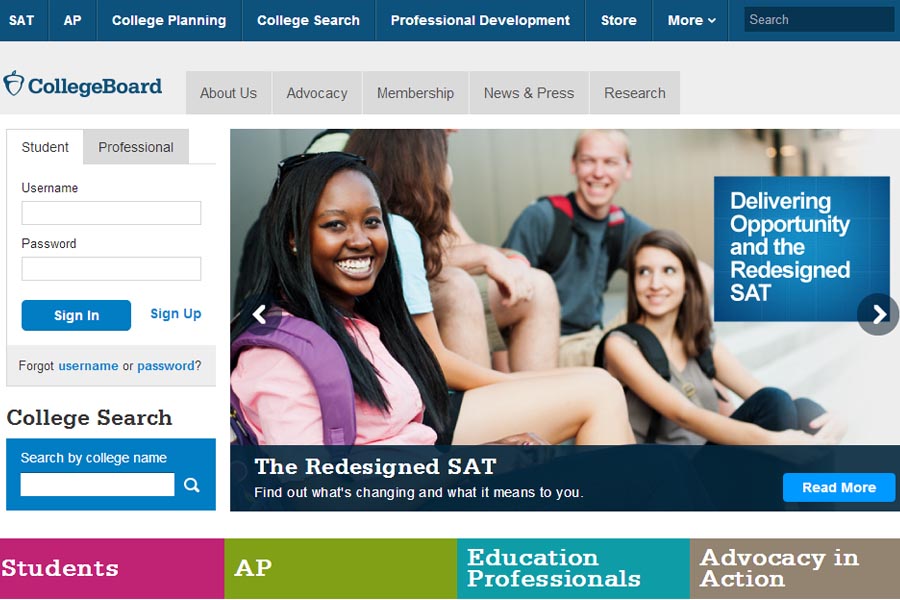 SAT AP College Planning College Search Professional Development Store More Search
CollegeBoard
About Us Advocacy Membership News & Press Research
Student Professional
Username
Password
Sign In Sign Up
Forgot username or password?
College Search
Search by college name
Delivering
Opportunity
and the
Redesigned
SAT
The Redesigned SAT
Find out what's changing and what it means to you.
Read More
Students
AP
Education
Professionals
Advocacy in
Action